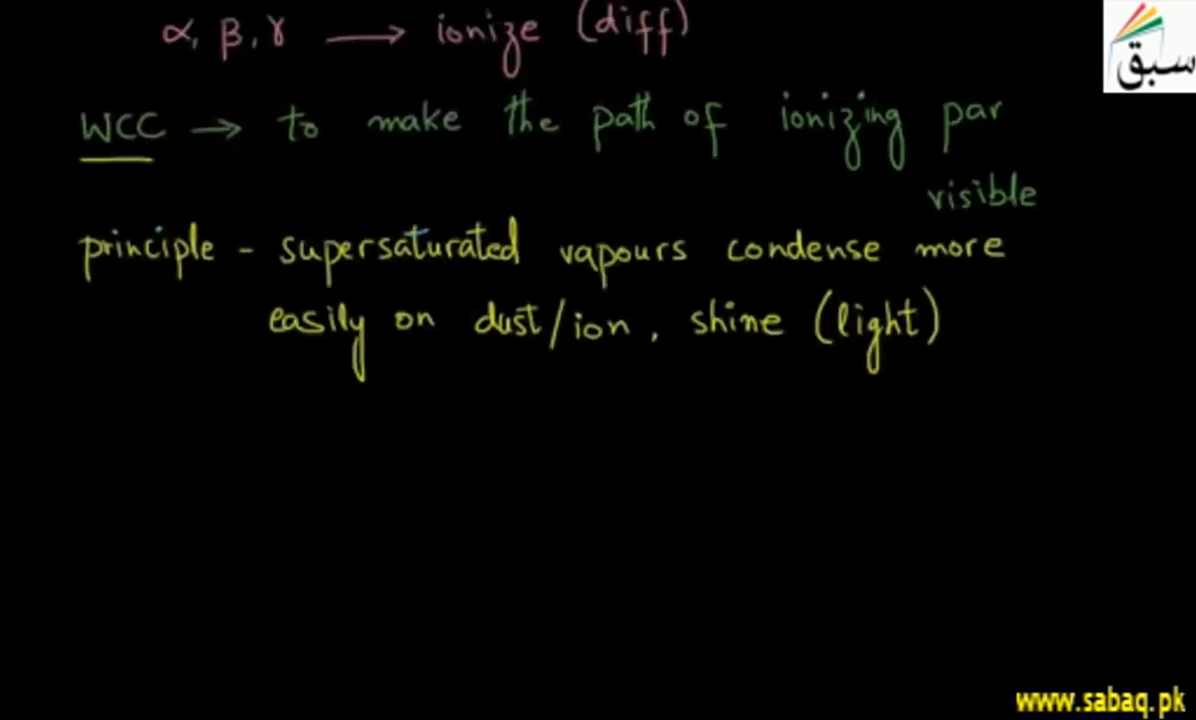 α, β, γ → ionize (diff)
سبق
WCC → to make the path of ionizing par
visible
principle - supersaturated vapours condense more
easily on dust/ion, shine (light)
www.sabaq.pk